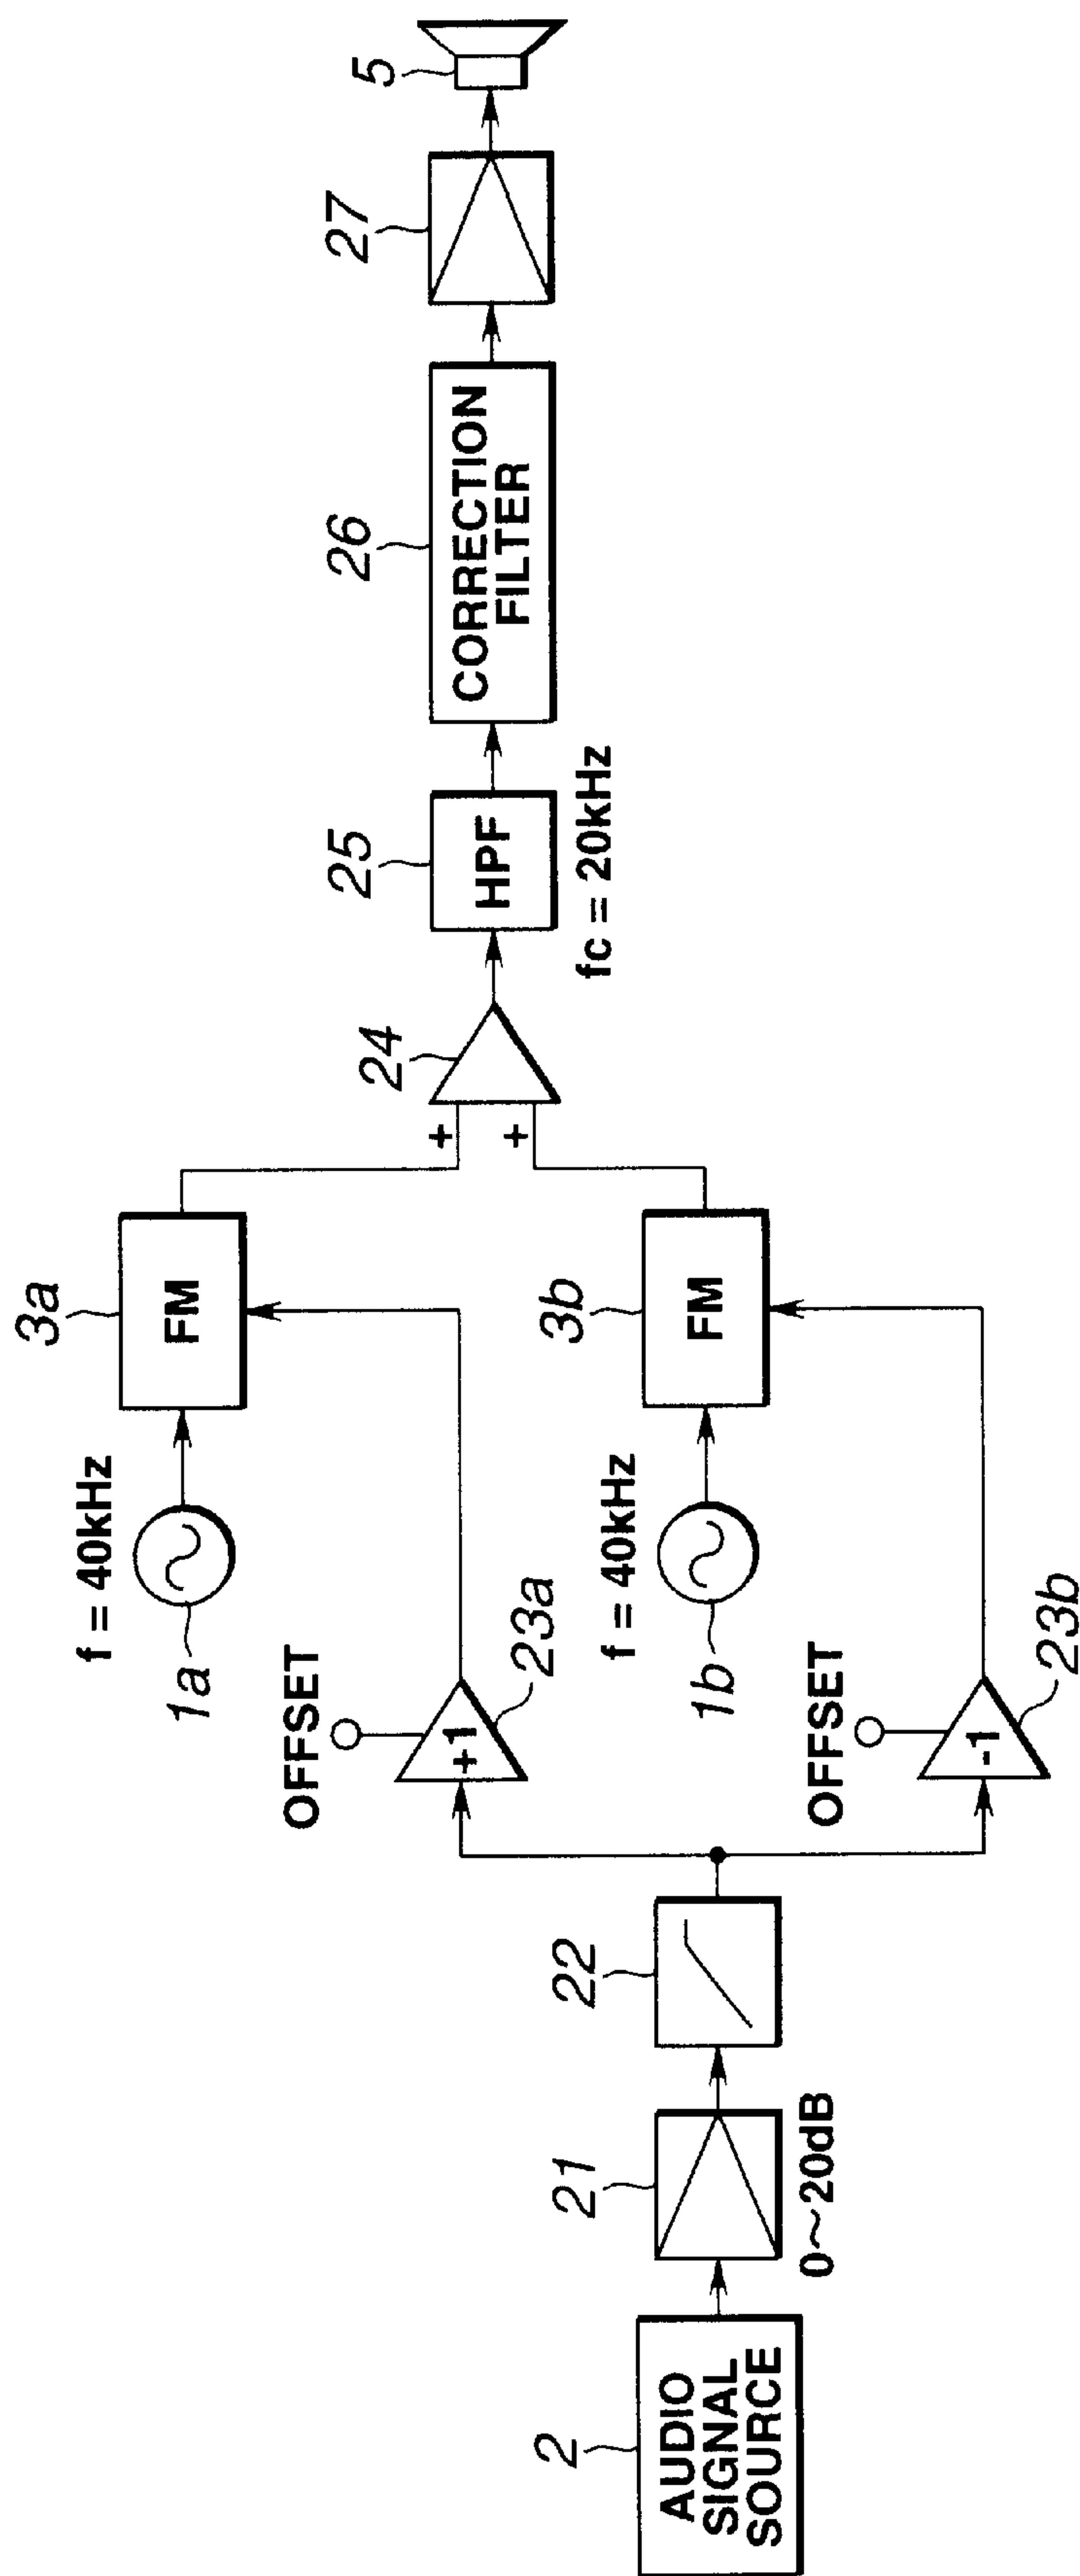 2
AUDIO
SIGNAL
SOURCE
21
0~20dB
22
OFFSET
+1
23a
OFFSET
-1
23b
f = 40kHz
1a
3a
FM
f = 40kHz
1b
3b
FM
+
+
24
25
HPF
fc = 20kHz
26
CORRECTION
FILTER
27
5